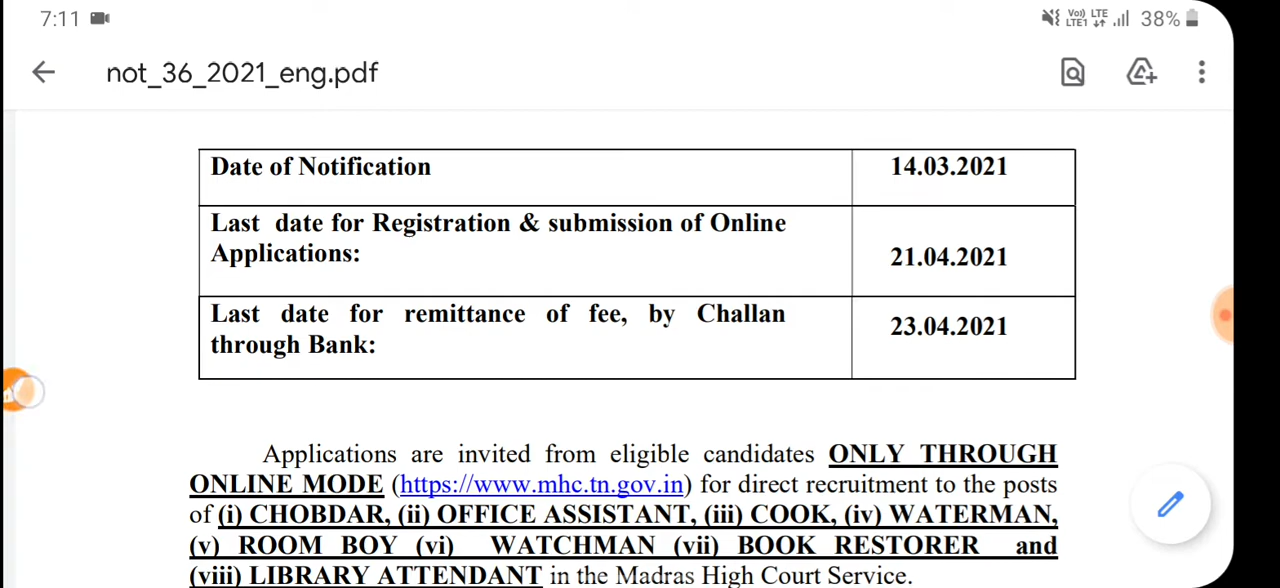 7:11
Vo)) LTE
LTE1
38%
not_36_2021_eng.pdf
Date of Notification 14.03.2021
Last date for Registration & submission of Online
Applications:
21.04.2021
Last date for remittance of fee, by Challan
through Bank:
23.04.2021
Applications are invited from eligible candidates ONLY THROUGH
ONLINE MODE (https://www.mhc.tn.gov.in) for direct recruitment to the posts
of (i) CHOBDAR, (ii) OFFICE ASSISTANT, (iii) COOK, (iv) WATERMAN,
(v) ROOM BOY (vi) WATCHMAN (vii) BOOK RESTORER and
(viii) LIBRARY ATTENDANT in the Madras High Court Service.